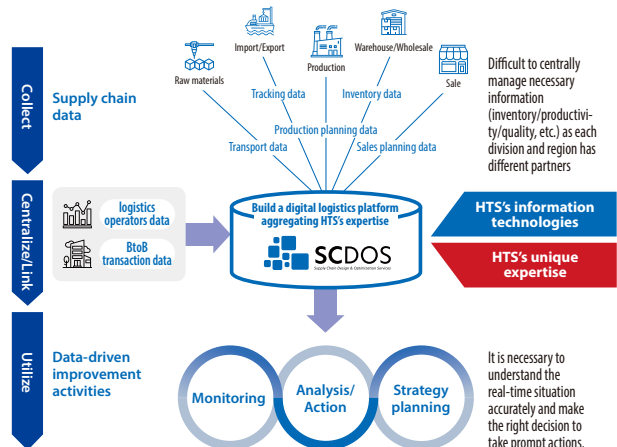 Collect
Supply chain
data
Raw materials
Import/Export
Production
Warehouse/Wholesale
Sale
Tracking data
Inventory data
Production planning data
Transport data
Sales planning data
Difficult to centrally
manage necessary
information
(inventory/productivi-
ty/quality, etc.) as each
division and region has
different partners
Centralize/Link
logistics
operators data
BtoB
transaction data
Build a digital logistics platform
aggregating HTS's expertise
SCDOS
Supply Chain Design & Optimization Services
HTS's information
technologies
HTS's unique
expertise
Utilize
Data-driven
improvement
activities
Monitoring
Analysis/
Action
Strategy
planning
It is necessary to
understand the
real-time situation
accurately and make
the right decision to
take prompt actions.